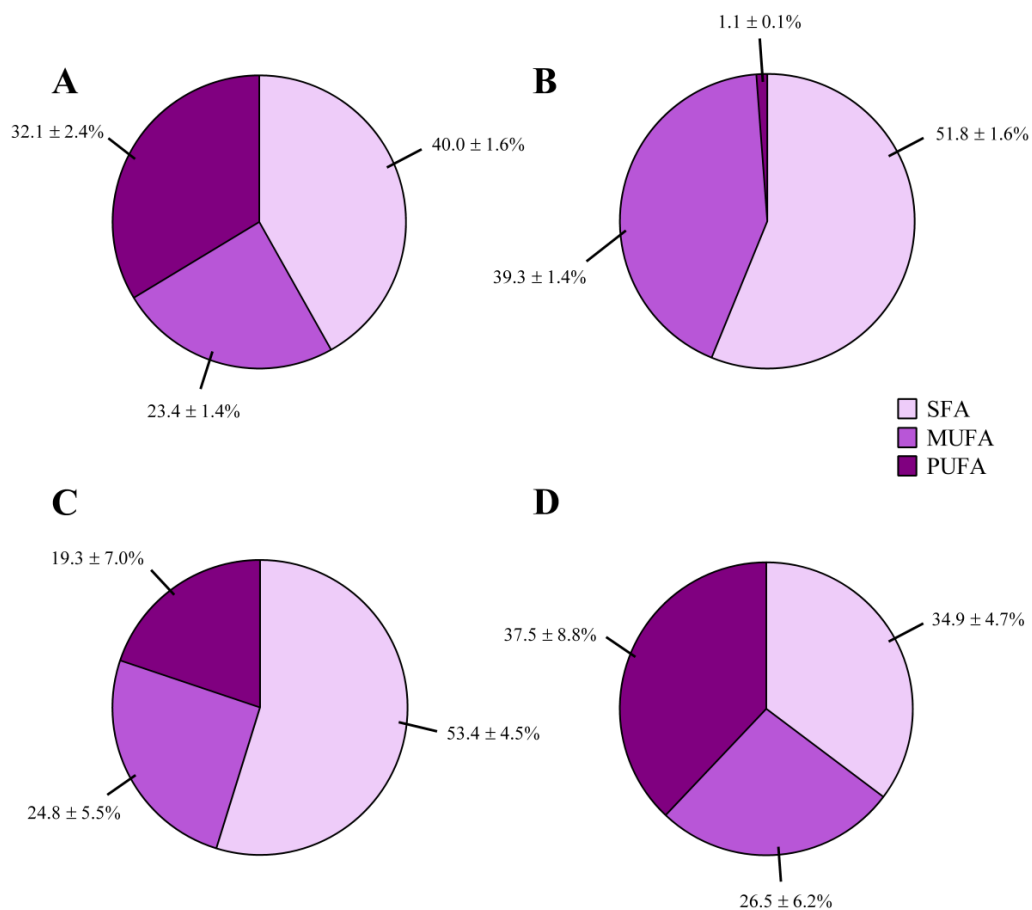 1.1 ± 0.1%
A
B
32.1 ± 2.4%
40.0 ± 1.6%
51.8 ± 1.6%
39.3 ± 1.4%
23.4 ± 1.4%
SFA
MUFA
PUFA
C
D
19.3 ± 7.0%
34.9 ± 4.7%
37.5 ± 8.8%
53.4 ± 4.5%
24.8 ± 5.5%
26.5 ± 6.2%